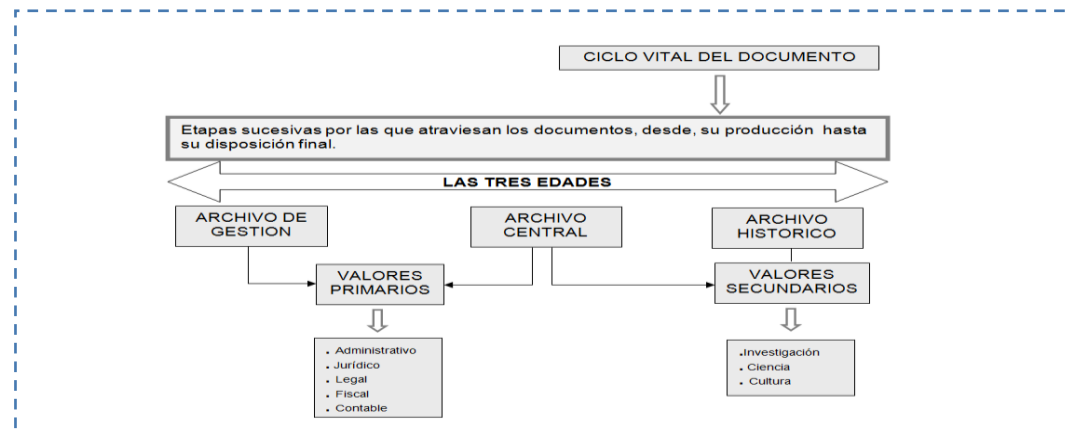 CICLO VITAL DEL DOCUMENTO
Etapas sucesivas por las que atraviesan los documentos, desde, su producción hasta
su disposición final.
LAS TRES EDADES
ARCHIVO DE
GESTION
ARCHIVO
CENTRAL
ARCHIVO
HISTORICO
VALORES
PRIMARIOS
VALORES
SECUNDARIOS
. Administrativo
. Jurídico
. Legal
. Fiscal
. Contable
.Investigación
. Ciencia
. Cultura